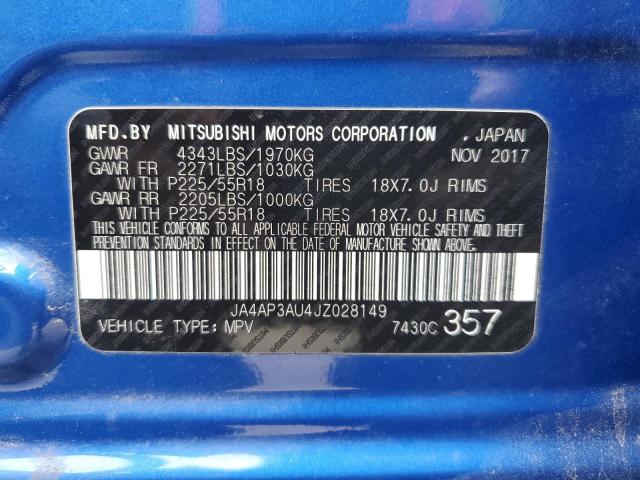 MFD.BY MITSUBISHI MOTORS CORPORATION . JAPAN
GVWR 4343LBS/1970KG NOV 2017
GAWR FR 2271LBS/1030KG
WITH P225/55R18 TIRES 18X7.0J RIMS
GAWR RR 2205LBS/1000KG
WITH P225/55R18 TIRES 18X7.0J RIMS
THIS VEHICLE CONFORMS TO ALL APPLICABLE FEDERAL MOTOR VEHICLE SAFETY AND THEFT
PREVENTION STANDARDS IN EFFECT ON THE DATE OF MANUFACTURE SHOWN ABOVE.
JA4AP3AU4JZ028149
VEHICLE TYPE: MPV 7430C 357